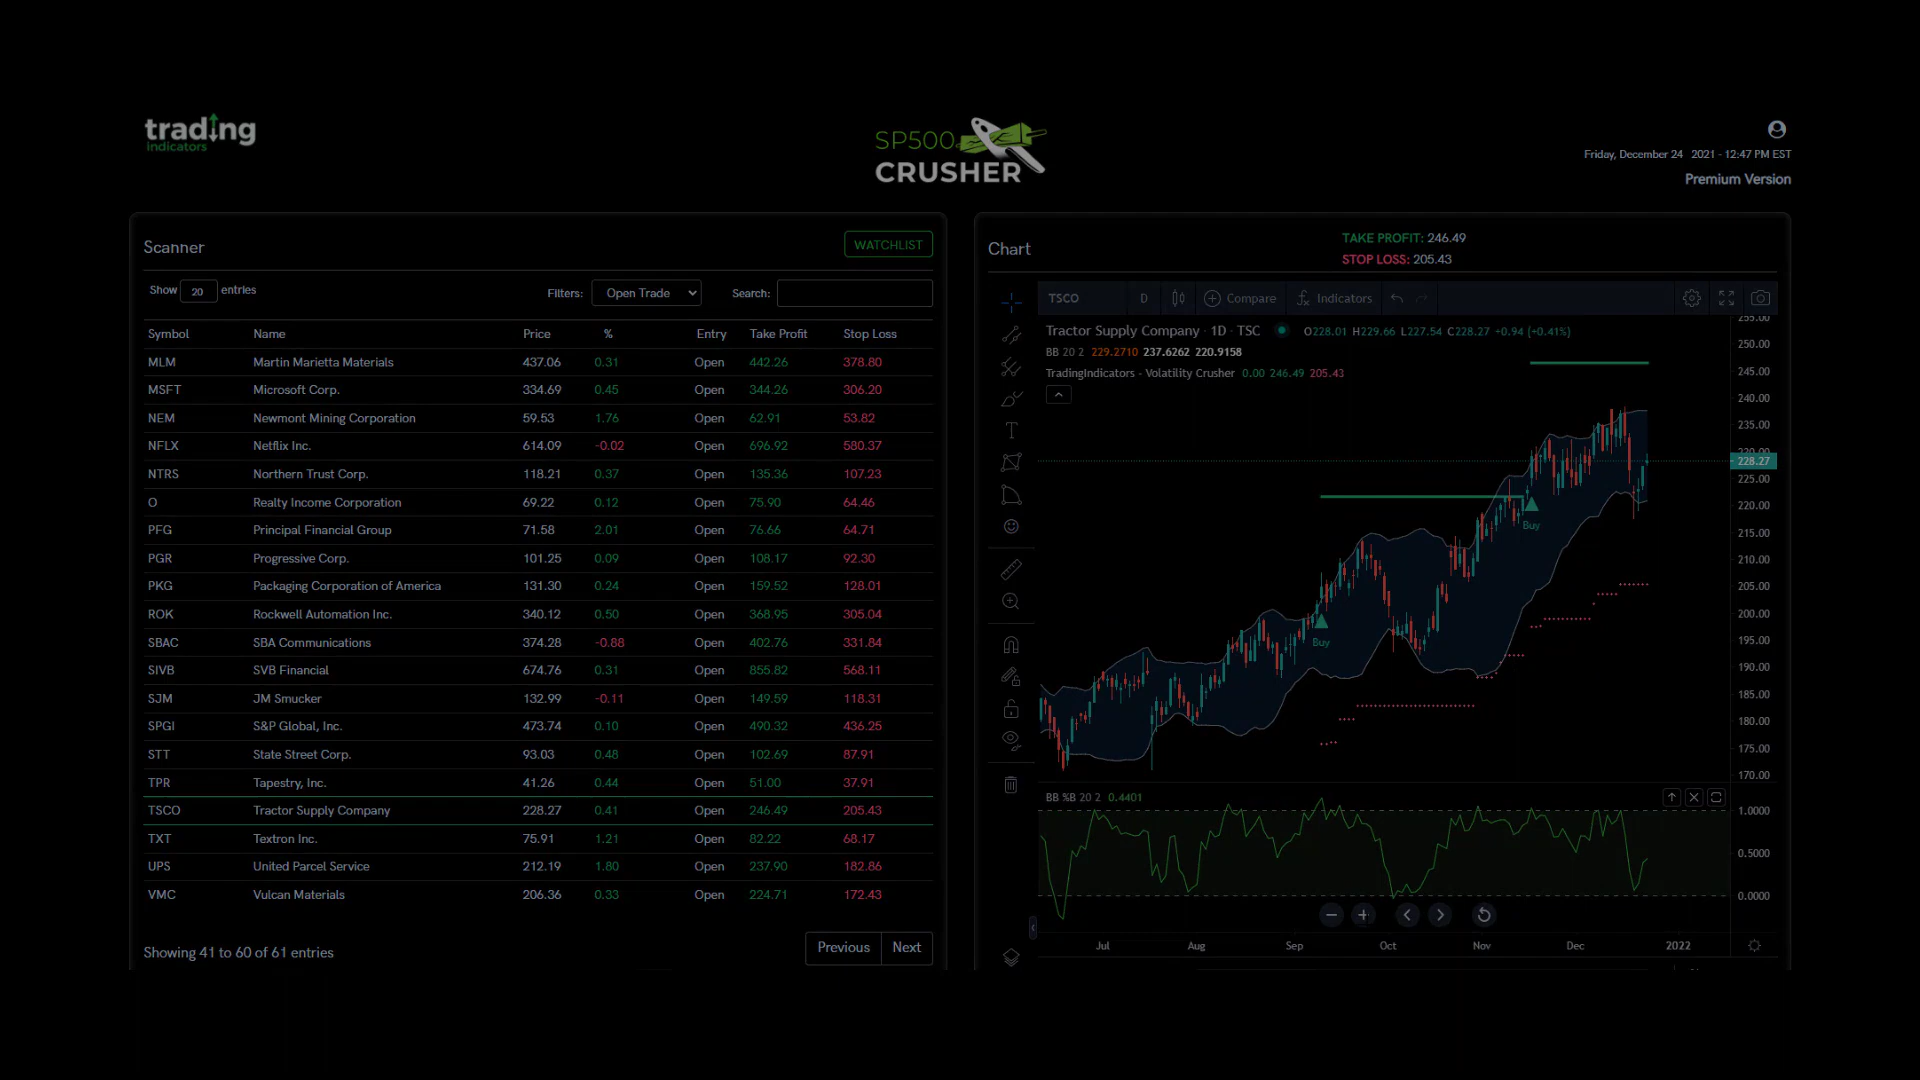 trading
indicators
SP500
CRUSHER
Friday, December 24 2021 - 12:47 PM EST
Premium Version
Scanner
WATCHLIST
Show 20 entries
Filters: Open Trade
Search:
Symbol Name Price % Entry Take Profit Stop Loss
MLM Martin Marietta Materials 437.06 0.31 Open 442.26 378.80
MSFT Microsoft Corp. 334.69 0.45 Open 344.26 306.20
NEM Newmont Mining Corporation 59.53 1.76 Open 62.91 53.82
NFLX Netflix Inc. 614.09 -0.02 Open 696.92 580.37
NTRS Northern Trust Corp. 118.21 0.37 Open 135.36 107.23
O Realty Income Corporation 69.22 0.12 Open 75.90 64.46
PFG Principal Financial Group 71.58 2.01 Open 76.66 64.71
PGR Progressive Corp. 101.25 0.09 Open 108.17 92.30
PKG Packaging Corporation of America 131.30 0.24 Open 159.52 128.01
ROK Rockwell Automation Inc. 340.12 0.50 Open 368.95 305.04
SBAC SBA Communications 374.28 -0.88 Open 402.76 331.84
SIVB SVB Financial 674.76 0.31 Open 855.82 568.11
SJM JM Smucker 132.99 -0.11 Open 149.59 118.31
SPGI S&P Global, Inc. 473.74 0.10 Open 490.32 436.25
STT State Street Corp. 93.03 0.48 Open 102.69 87.91
TPR Tapestry, Inc. 41.26 0.44 Open 51.00 37.91
TSCO Tractor Supply Company 228.27 0.41 Open 246.49 205.43
TXT Textron Inc. 75.91 1.21 Open 82.22 68.17
UPS United Parcel Service 212.19 1.80 Open 237.90 182.86
VMC Vulcan Materials 206.36 0.33 Open 224.71 172.43
Showing 41 to 60 of 61 entries
Previous Next
Chart
TAKE PROFIT: 246.49
STOP LOSS: 205.43
TSCO D Compare Indicators
Tractor Supply Company · 1D · TSC O228.01 H229.66 L227.54 C228.27 +0.94 (+0.41%)
BB 20 2 229.2710 237.6262 220.9158
TradingIndicators - Volatility Crusher 0.00 246.49 205.43
Buy
Buy
255.00
250.00
245.00
240.00
235.00
230.00
228.27
225.00
220.00
215.00
210.00
205.00
200.00
195.00
190.00
185.00
180.00
175.00
170.00
BB %B 20 2 0.4401
1.0000
0.5000
0.0000
Jul Aug Sep Oct Nov Dec 2022